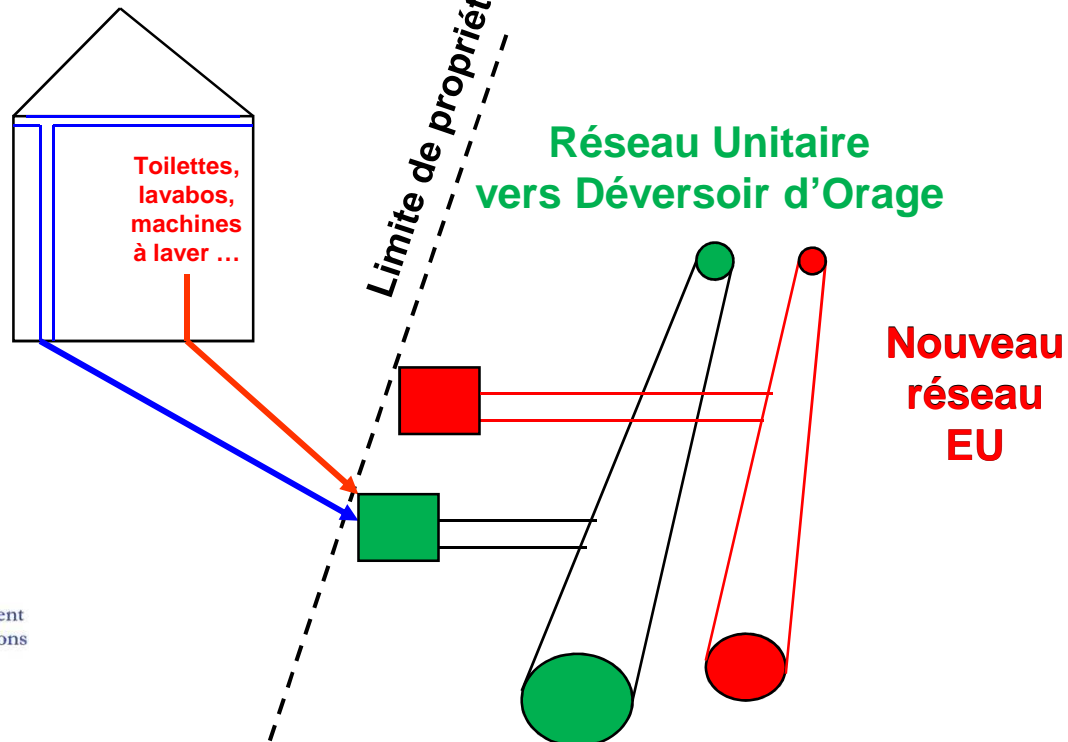 Toilettes,
lavabos,
machines
à laver …
Limite de propriét
Réseau Unitaire
vers Déversoir d’Orage
Nouveau
réseau
EU
ent
ons